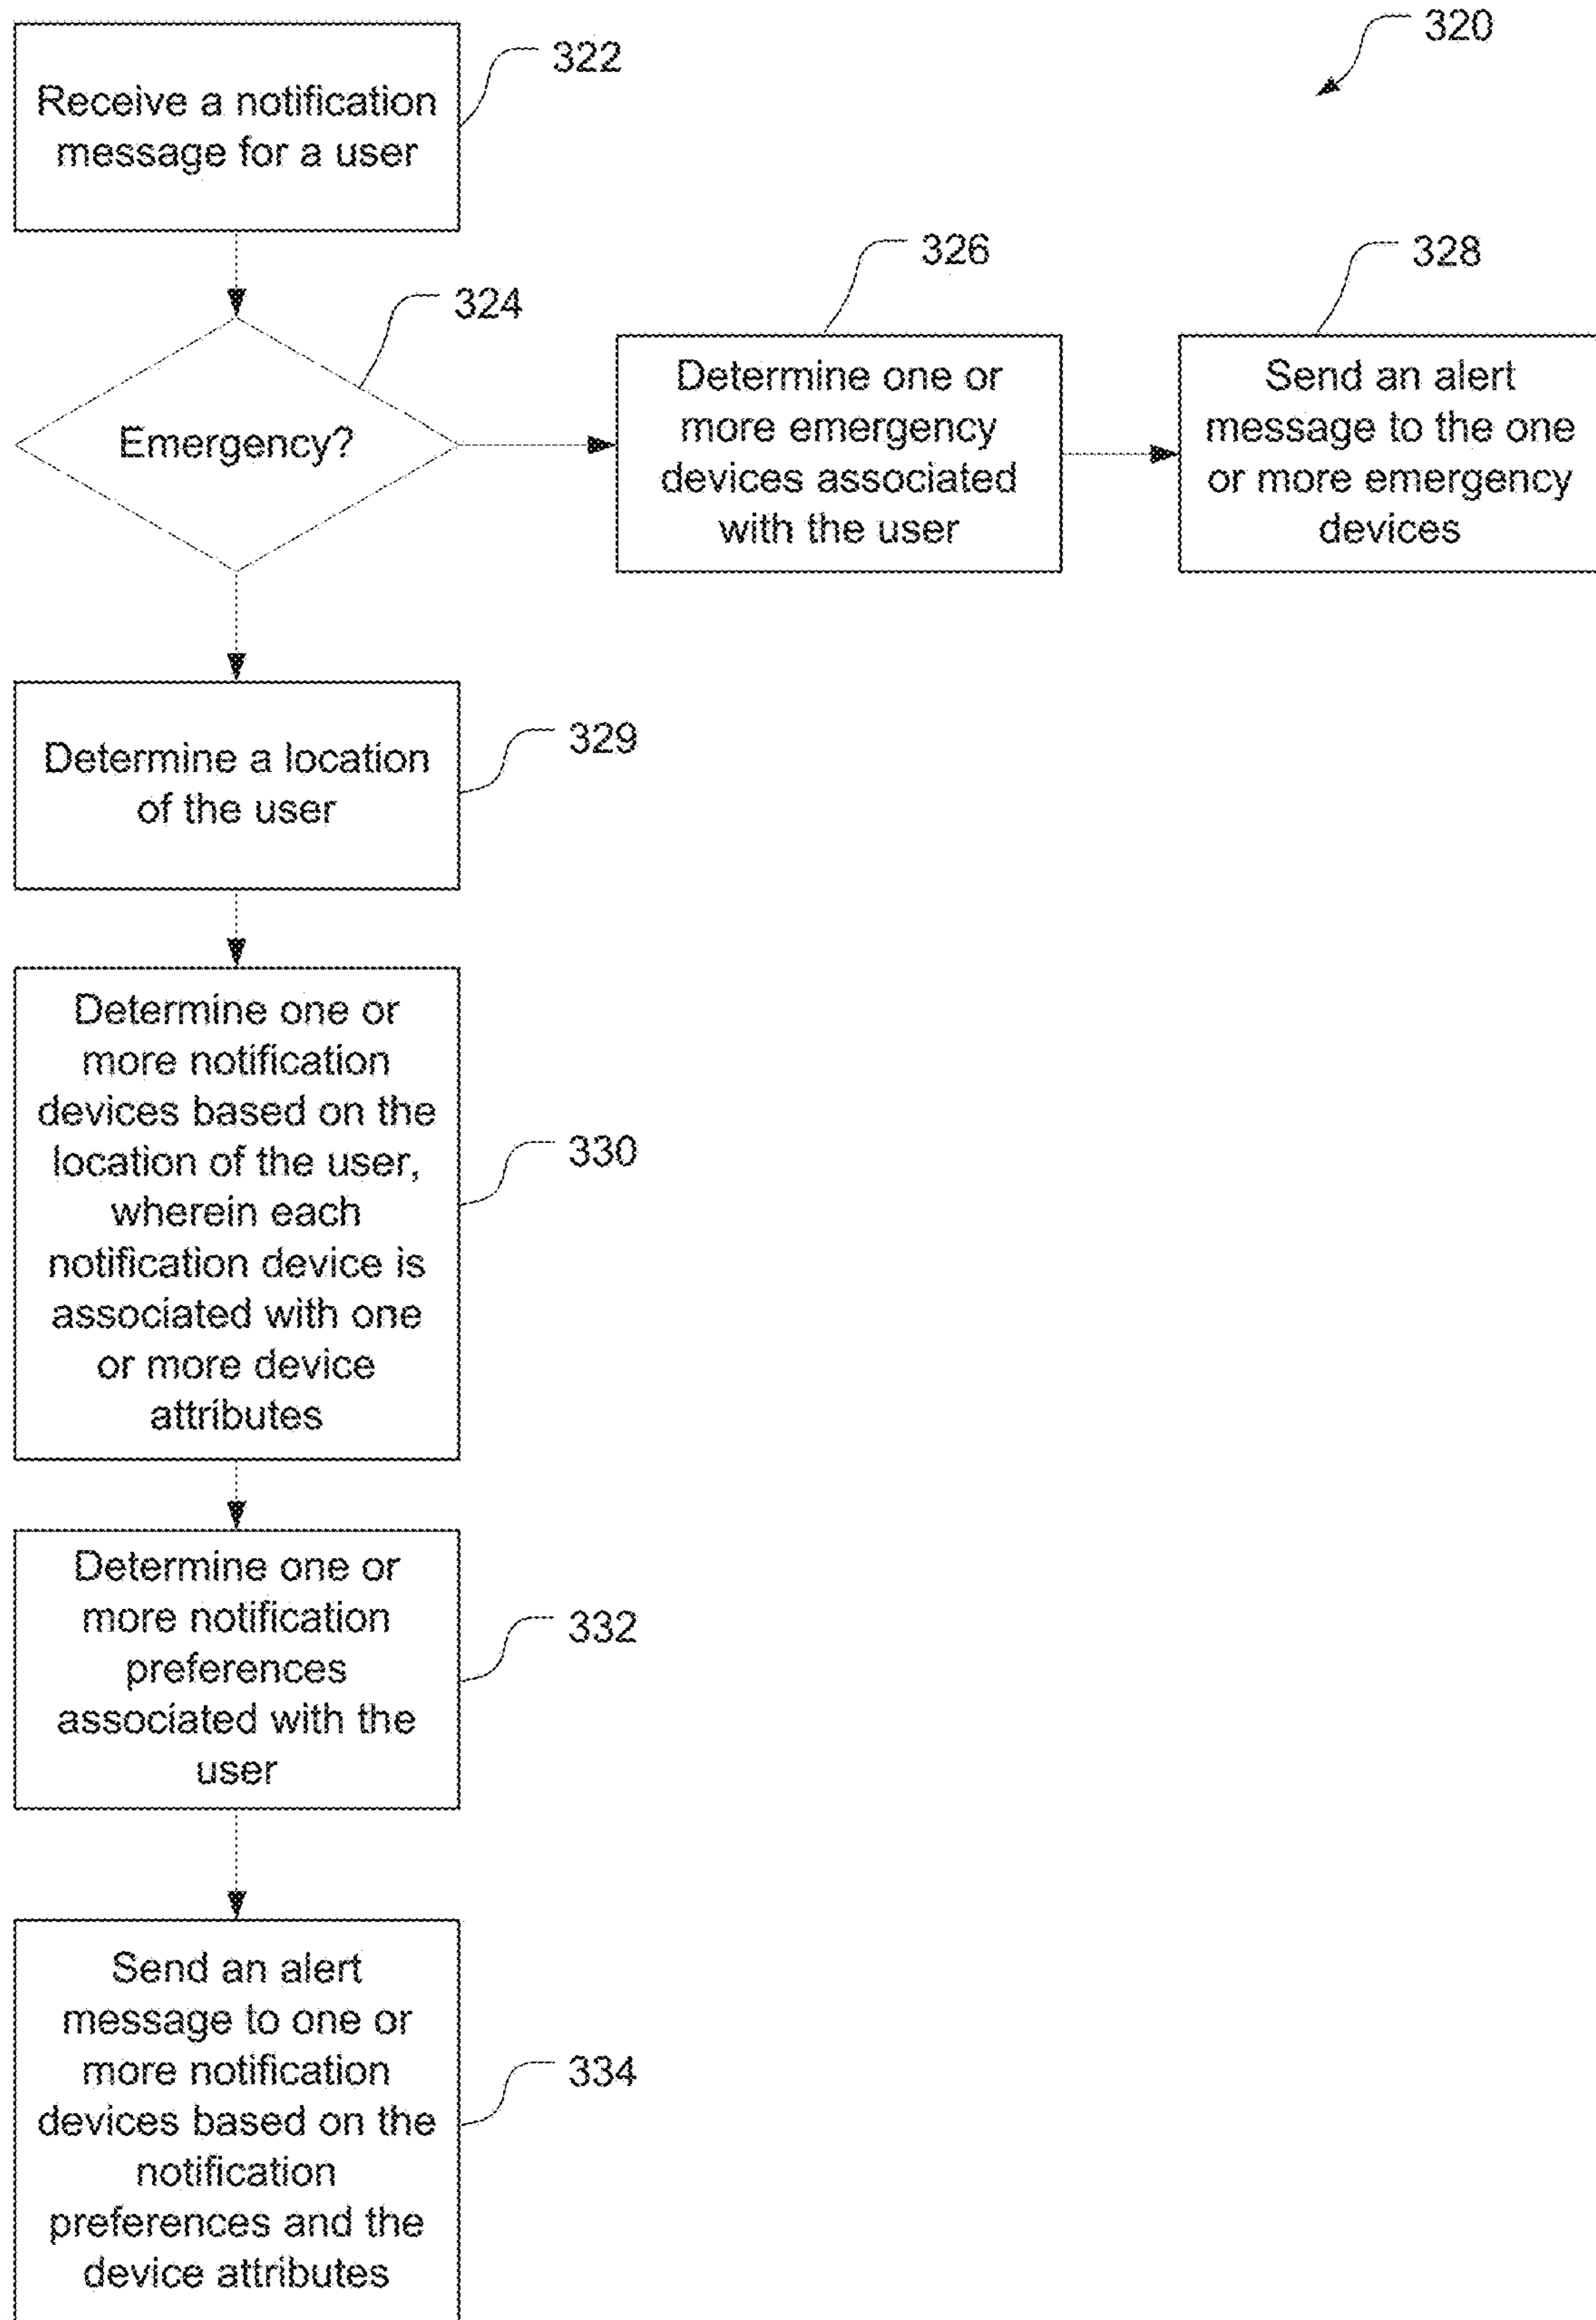 320
322
Receive a notification
message for a user
324
Emergency?
326
Determine one or
more emergency
devices associated
with the user
328
Send an alert
message to the one
or more emergency
devices
329
Determine a location
of the user
330
Determine one or
more notification
devices based on the
location of the user,
wherein each
notification device is
associated with one
or more device
attributes
332
Determine one or
more notification
preferences
associated with the
user
334
Send an alert
message to one or
more notification
devices based on the
notification
preferences and the
device attributes